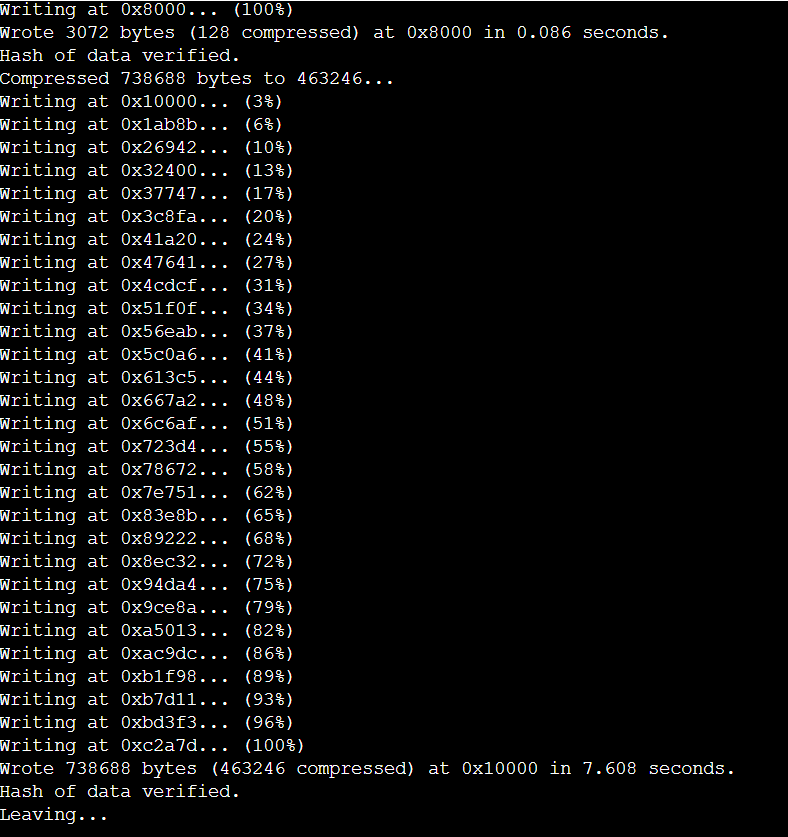 Writing at 0x8000... (100%)
Wrote 3072 bytes (128 compressed) at 0x8000 in 0.086 seconds.
Hash of data verified.
Compressed 738688 bytes to 463246...
Writing at 0x10000... (3%)
Writing at 0x1ab8b... (6%)
Writing at 0x26942... (10%)
Writing at 0x32400... (13%)
Writing at 0x37747... (17%)
Writing at 0x3c8fa... (20%)
Writing at 0x41a20... (24%)
Writing at 0x47641... (27%)
Writing at 0x4cdcf... (31%)
Writing at 0x51f0f... (34%)
Writing at 0x56eab... (37%)
Writing at 0x5c0a6... (41%)
Writing at 0x613c5... (44%)
Writing at 0x667a2... (48%)
Writing at 0x6c6af... (51%)
Writing at 0x723d4... (55%)
Writing at 0x78672... (58%)
Writing at 0x7e751... (62%)
Writing at 0x83e8b... (65%)
Writing at 0x89222... (68%)
Writing at 0x8ec32... (72%)
Writing at 0x94da4... (75%)
Writing at 0x9ce8a... (79%)
Writing at 0xa5013... (82%)
Writing at 0xac9dc... (86%)
Writing at 0xb1f98... (89%)
Writing at 0xb7d11... (93%)
Writing at 0xbd3f3... (96%)
Writing at 0xc2a7d... (100%)
Wrote 738688 bytes (463246 compressed) at 0x10000 in 7.608 seconds.
Hash of data verified.
Leaving...